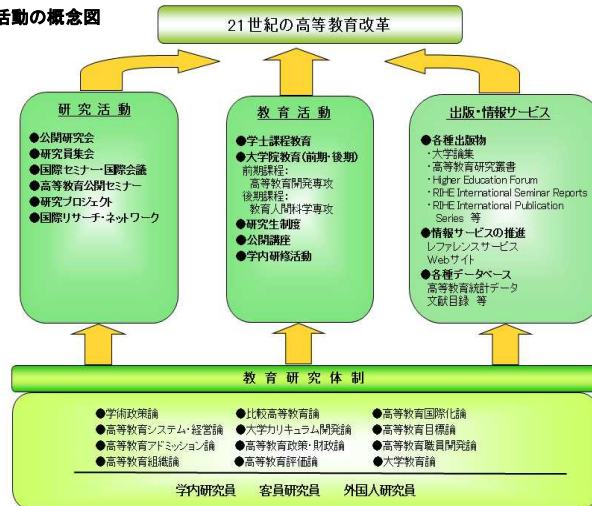 活動の概念図
21世紀の高等教育改革
研究活動
●公開研究会
●研究員集会
●国際セミナー・国際会議
●高等教育公開セミナー
●研究プロジェクト
●国際リサーチ・ネットワーク
教育活動
●学士課程教育
●大学院教育(前期・後期)
前期課程:
高等教育開発専攻
後期課程:
教育人間科学専攻
●研究生制度
●公開講座
●学内研修活動
出版・情報サービス
●各種出版物
・大学論集
・高等教育研究叢書
・Higher Education Forum
・RIHE International Seminar Reports
・RIHE International Publication
Series 等
●情報サービスの推進
レファレンスサービス
Webサイト
●各種データベース
高等教育統計データ
文献目録 等
教育研究体制
●学術政策論
●高等教育システム・経営論
●高等教育アドミッション論
●高等教育組織論
●比較高等教育論
●大学カリキュラム開発論
●高等教育政策・財政論
●高等教育評価論
●高等教育国際化論
●高等教育目標論
●高等教育職員開発論
●大学教育論
学内研究員 客員研究員 外国人研究員